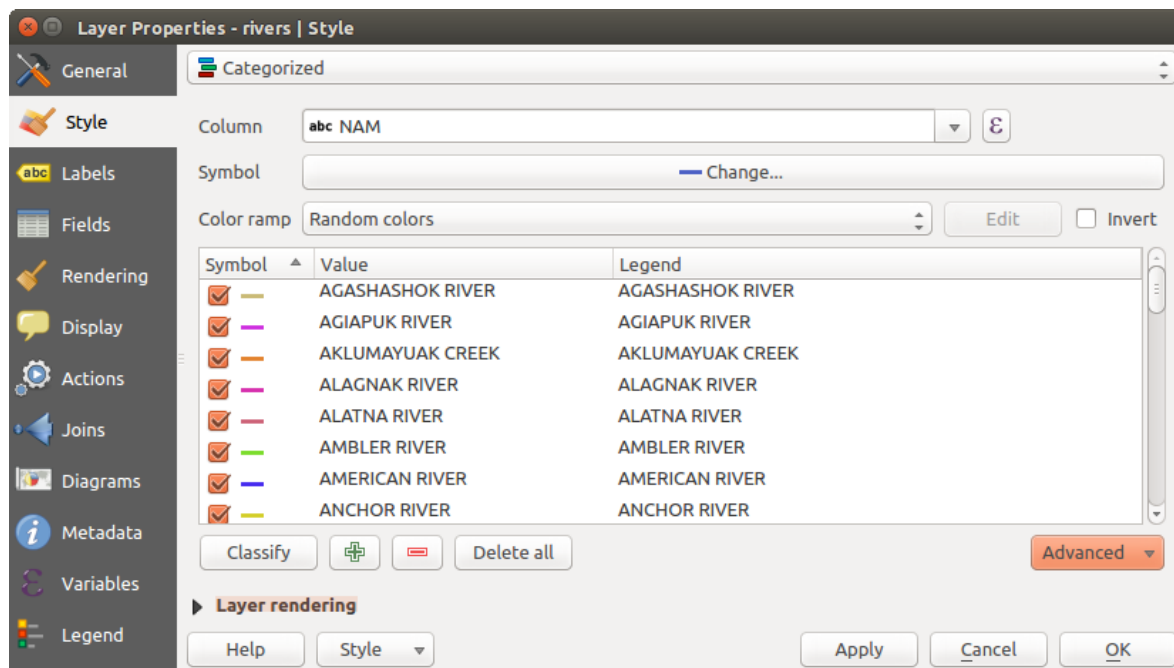 Layer Properties - rivers | Style
General
Style
Labels
Fields
Rendering
Display
Actions
Joins
Diagrams
Metadata
Variables
Legend
Categorized
Column abc NAM ε
Symbol Change...
Color ramp Random colors Edit Invert
Symbol Value Legend
AGASHASHOK RIVER AGASHASHOK RIVER
AGIAPUK RIVER AGIAPUK RIVER
AKLUMAYUAK CREEK AKLUMAYUAK CREEK
ALAGNAK RIVER ALAGNAK RIVER
ALATNA RIVER ALATNA RIVER
AMBLER RIVER AMBLER RIVER
AMERICAN RIVER AMERICAN RIVER
ANCHOR RIVER ANCHOR RIVER
Classify Delete all Advanced
Layer rendering
Help Style Apply Cancel OK